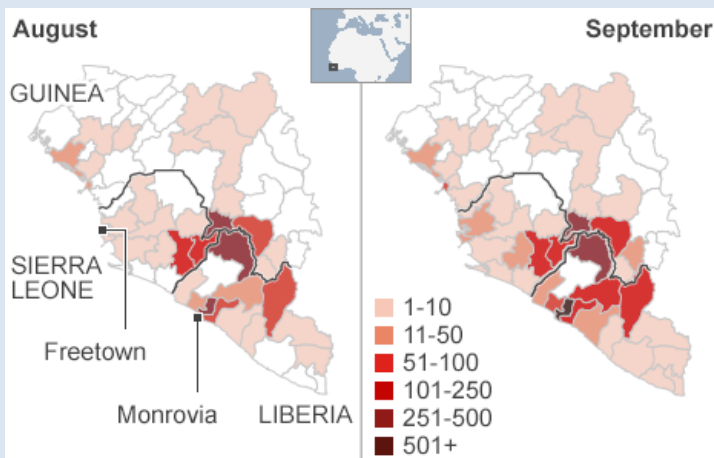 August
September
GUINEA
SIERRA
LEONE
Freetown
Monrovia
LIBERIA
1-10
11-50
51-100
101-250
251-500
501+